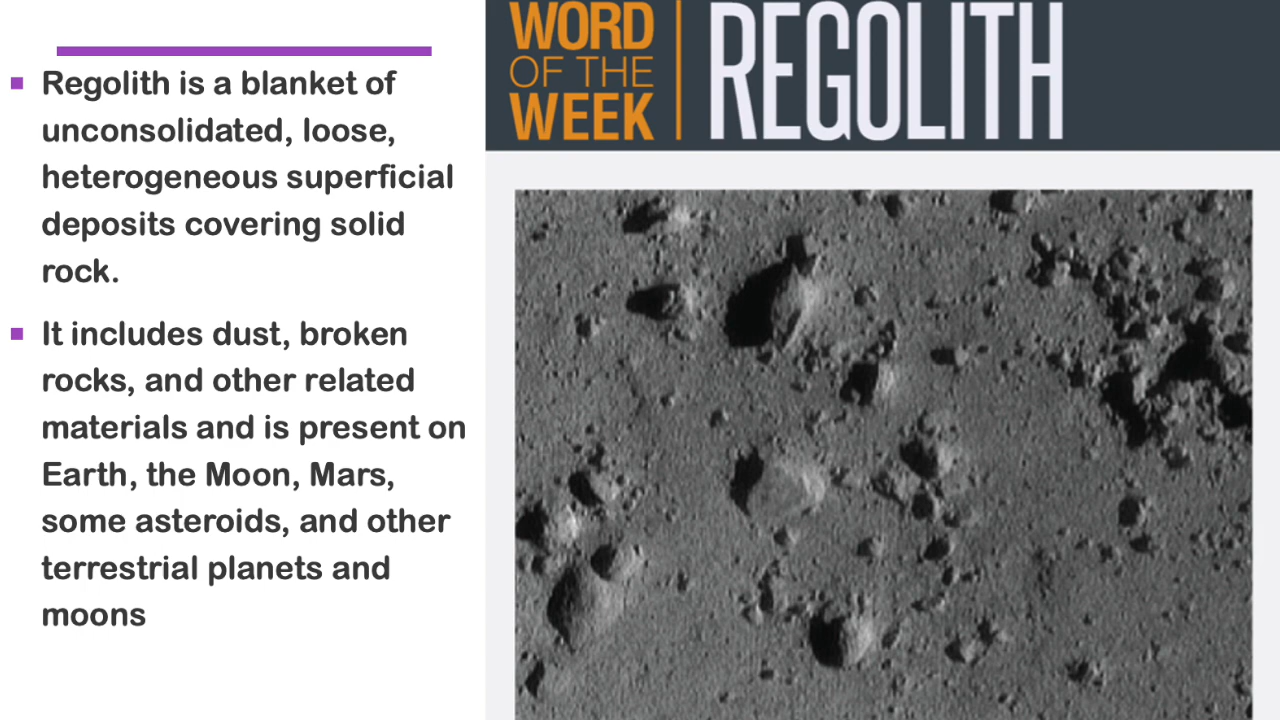 Regolith is a blanket of
unconsolidated, loose,
heterogeneous superficial
deposits covering solid
rock.
It includes dust, broken
rocks, and other related
materials and is present on
Earth, the Moon, Mars,
some asteroids, and other
terrestrial planets and
moons
WORD
OF THE
WEEK
REGOLITH